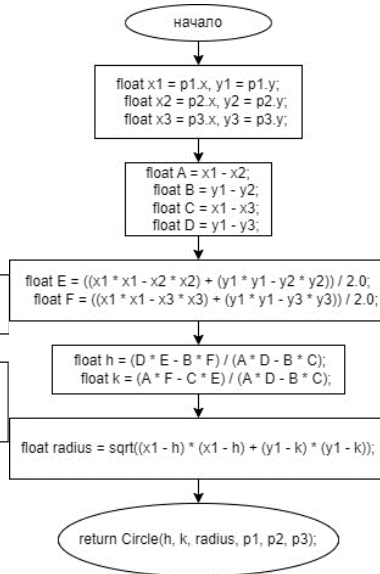 начало
float x1 = p1.x, y1 = p1.y;
float x2 = p2.x, y2 = p2.y;
float x3 = p3.x, y3 = p3.y;
float A = x1 - x2;
float B = y1 - y2;
float C = x1 - x3;
float D = y1 - y3;
float E = ((x1 * x1 - x2 * x2) + (y1 * y1 - y2 * y2)) / 2.0;
float F = ((x1 * x1 - x3 * x3) + (y1 * y1 - y3 * y3)) / 2.0;
float h = (D * E - B * F) / (A * D - B * C);
float k = (A * F - C * E) / (A * D - B * C);
float radius = sqrt((x1 - h) * (x1 - h) + (y1 - k) * (y1 - k));
return Circle(h, k, radius, p1, p2, p3);